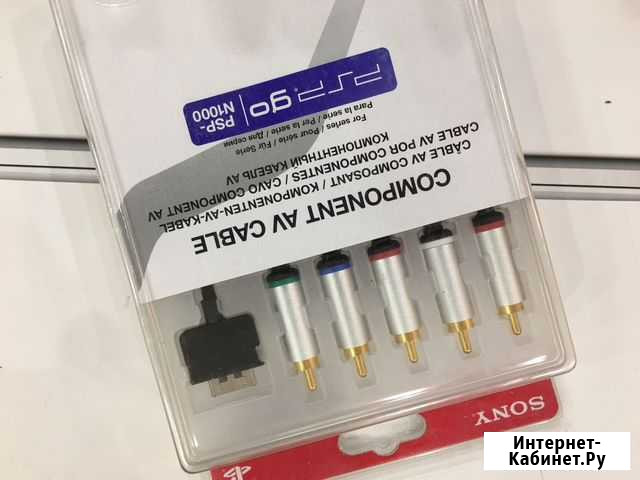 SONY
COMPONENT AV CABLE
CÂBLE AV COMPOSANT / KOMPONENTEN-AV-KABEL
CABLE AV POR COMPONENTES / CAVO COMPONENT AV
КОМПОНЕНТНЫЙ КАБЕЛЬ AV
For series / Pour série / Für Serie
Para la serie / Per la serie / Для серии
PSP go
PSP-
N1000
Интернет-
Кабинет.Ру